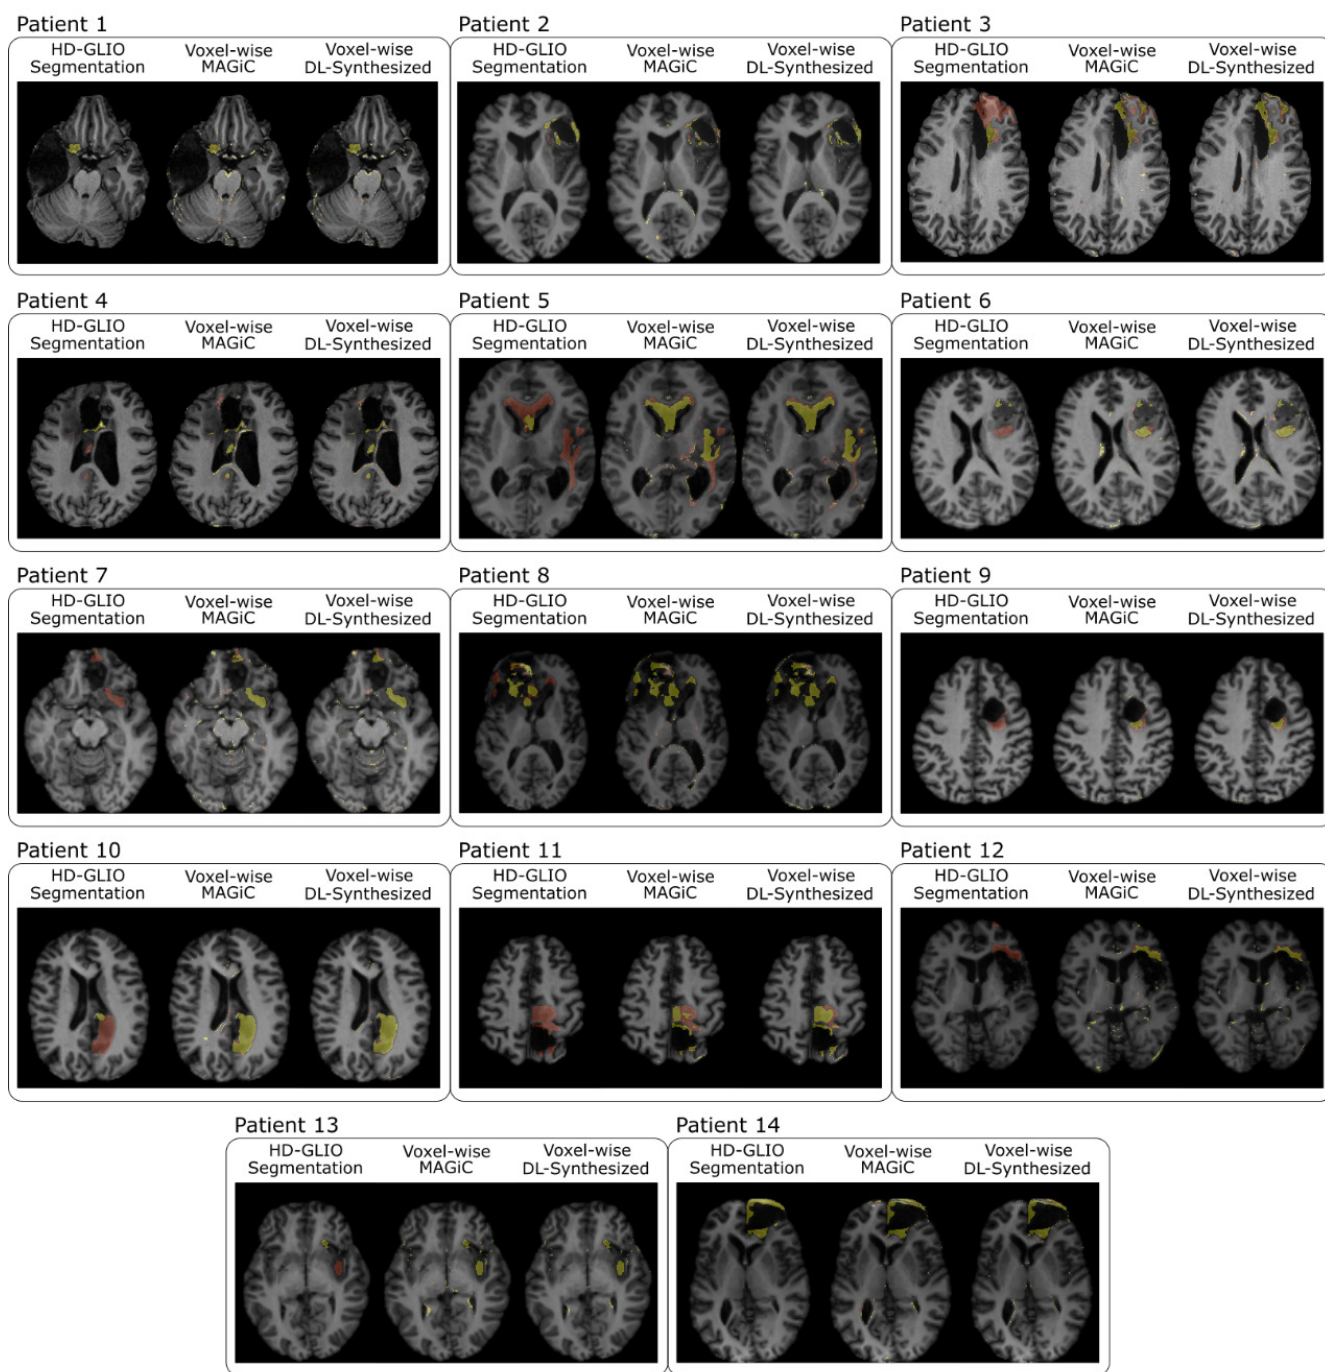 Patient 1
HD-GLIO Segmentation
Voxel-wise MAGiC
Voxel-wise DL-Synthesized
Patient 2
HD-GLIO Segmentation
Voxel-wise MAGiC
Voxel-wise DL-Synthesized
Patient 3
HD-GLIO Segmentation
Voxel-wise MAGiC
Voxel-wise DL-Synthesized
Patient 4
HD-GLIO Segmentation
Voxel-wise MAGiC
Voxel-wise DL-Synthesized
Patient 5
HD-GLIO Segmentation
Voxel-wise MAGiC
Voxel-wise DL-Synthesized
Patient 6
HD-GLIO Segmentation
Voxel-wise MAGiC
Voxel-wise DL-Synthesized
Patient 7
HD-GLIO Segmentation
Voxel-wise MAGiC
Voxel-wise DL-Synthesized
Patient 8
HD-GLIO Segmentation
Voxel-wise MAGiC
Voxel-wise DL-Synthesized
Patient 9
HD-GLIO Segmentation
Voxel-wise MAGiC
Voxel-wise DL-Synthesized
Patient 10
HD-GLIO Segmentation
Voxel-wise MAGiC
Voxel-wise DL-Synthesized
Patient 11
HD-GLIO Segmentation
Voxel-wise MAGiC
Voxel-wise DL-Synthesized
Patient 12
HD-GLIO Segmentation
Voxel-wise MAGiC
Voxel-wise DL-Synthesized
Patient 13
HD-GLIO Segmentation
Voxel-wise MAGiC
Voxel-wise DL-Synthesized
Patient 14
HD-GLIO Segmentation
Voxel-wise MAGiC
Voxel-wise DL-Synthesized